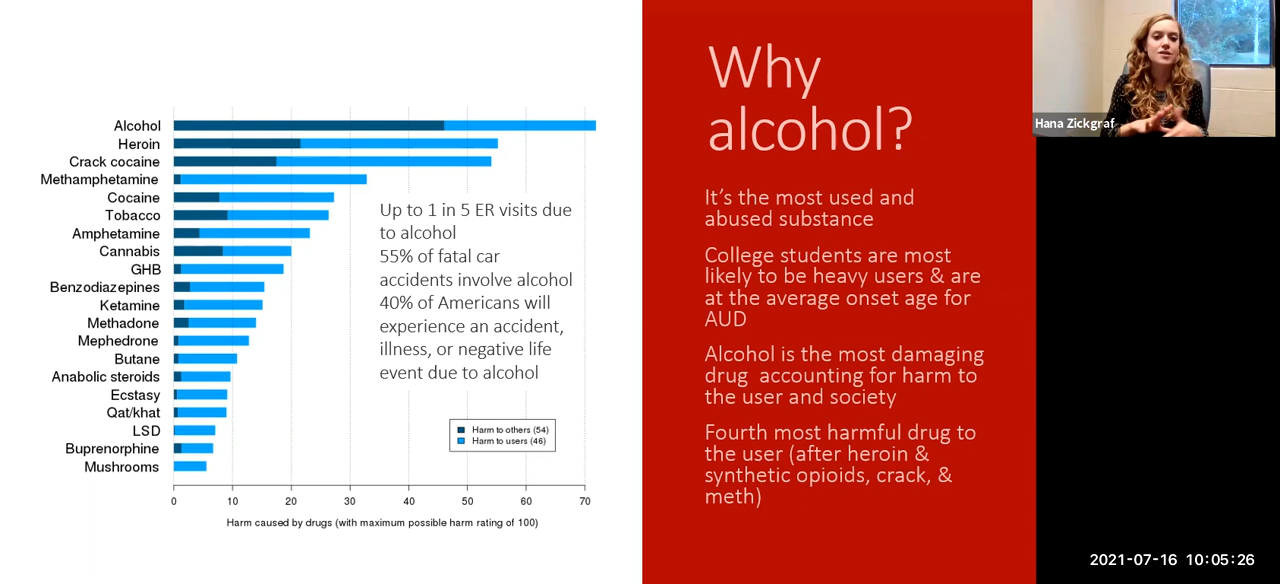 Alcohol
Heroin
Crack cocaine
Methamphetamine
Cocaine
Tobacco
Amphetamine
Cannabis
GHB
Benzodiazepines
Ketamine
Methadone
Mephedrone
Butane
Anabolic steroids
Ecstasy
Qat/khat
LSD
Buprenorphine
Mushrooms
Up to 1 in 5 ER visits due
to alcohol
55% of fatal car
accidents involve alcohol
40% of Americans will
experience an accident,
illness, or negative life
event due to alcohol
Harm to others (54)
Harm to users (46)
0 10 20 30 40 50 60 70
Harm caused by drugs (with maximum possible harm rating of 100)
Why
alcohol?
It’s the most used and
abused substance
College students are most
likely to be heavy users & are
at the average onset age for
AUD
Alcohol is the most damaging
drug  accounting for harm to
the user and society
Fourth most harmful drug to
the user (after heroin &
synthetic opioids, crack, &
meth)
Hana Zickgraf
2021-07-16 10:05:26